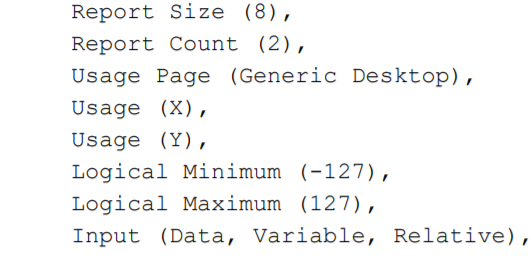 Report Size (8),
Report Count (2),
Usage Page (Generic Desktop),
Usage (X),
Usage (Y),
Logical Minimum (-127),
Logical Maximum (127),
Input (Data, Variable, Relative),